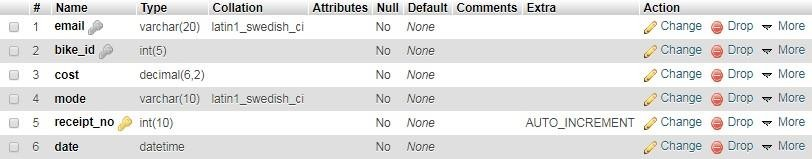 # Name Type Collation Attributes Null Default Comments Extra Action
1 email varchar(20) latin1_swedish_ci No None Change Drop More
2 bike_id int(5) No None Change Drop More
3 cost decimal(6,2) No None Change Drop More
4 mode varchar(10) latin1_swedish_ci No None Change Drop More
5 receipt_no int(10) No None AUTO_INCREMENT Change Drop More
6 date datetime No None Change Drop More